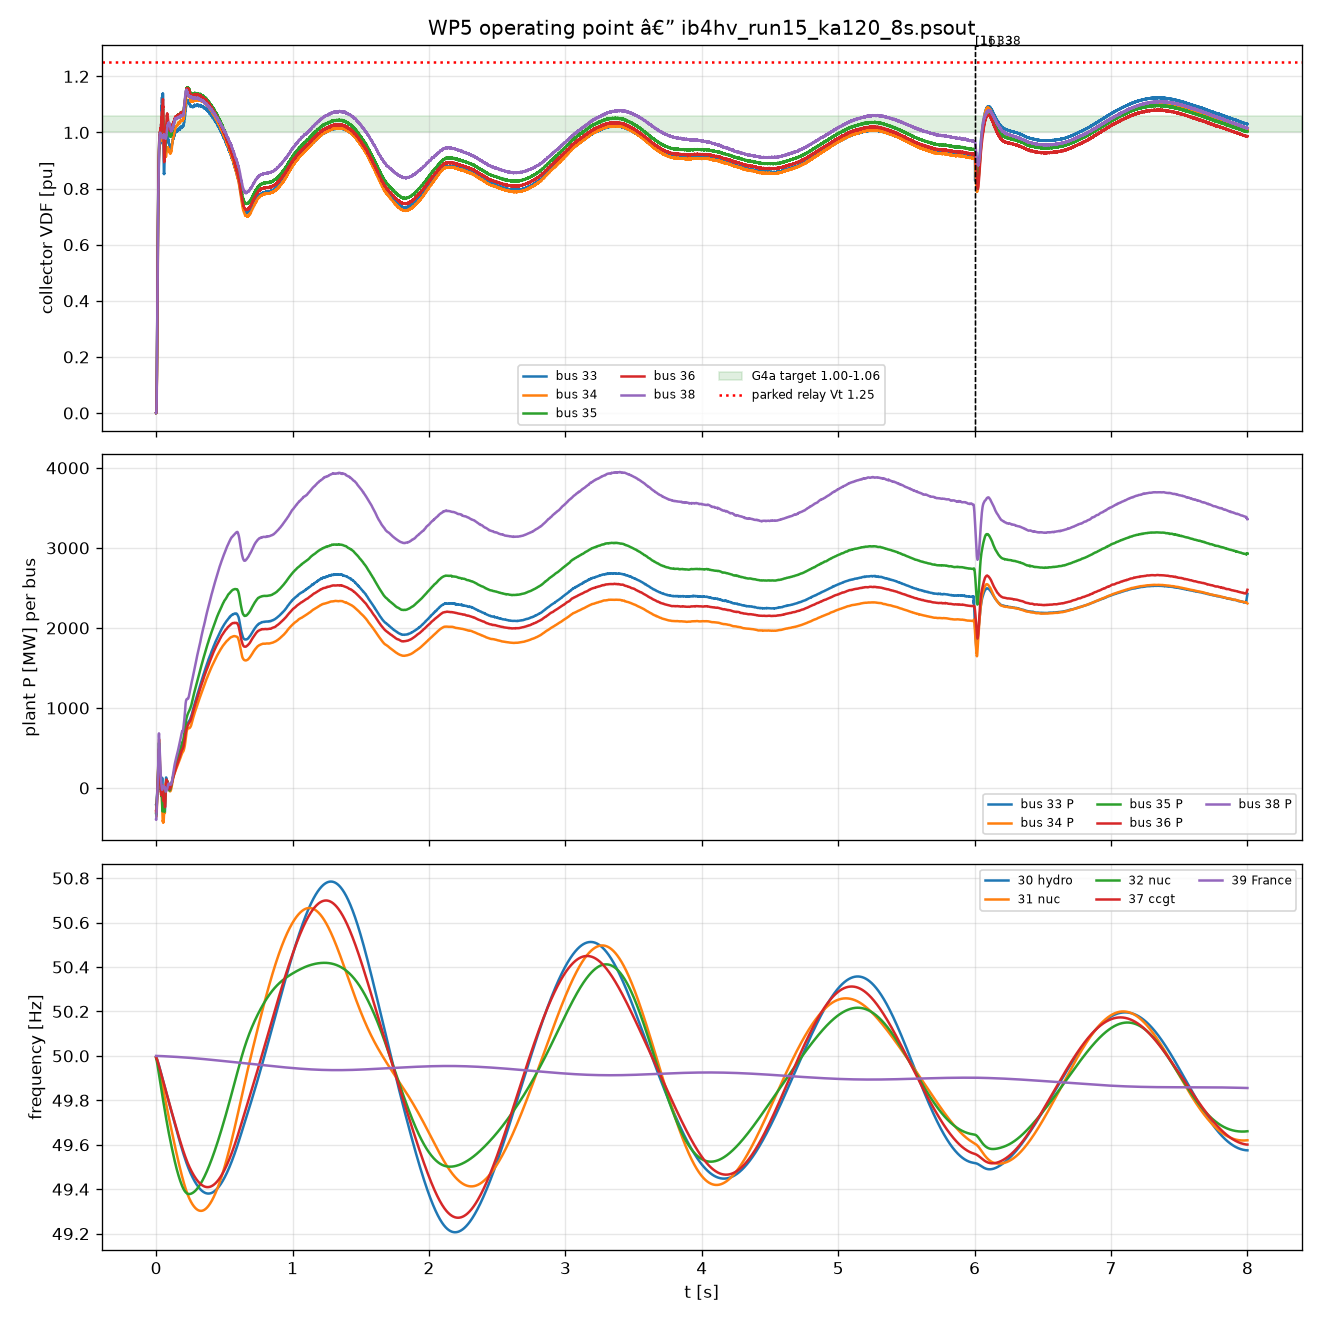 WP5 operating point â€” ib4hv_run15_ka120_8s.psout
collector VDF [pu]
1.2
1.0
0.8
0.6
0.4
0.2
0.0
bus 33
bus 34
bus 35
bus 36
bus 38
G4a target 1.00-1.06
parked relay Vt 1.25
plant P [MW] per bus
4000
3000
2000
1000
0
bus 33 P
bus 34 P
bus 35 P
bus 36 P
bus 38 P
frequency [Hz]
50.8
50.6
50.4
50.2
50.0
49.8
49.6
49.4
49.2
30 hydro
31 nuc
32 nuc
37 ccgt
39 France
0 1 2 3 4 5 6 7 8
t [s]